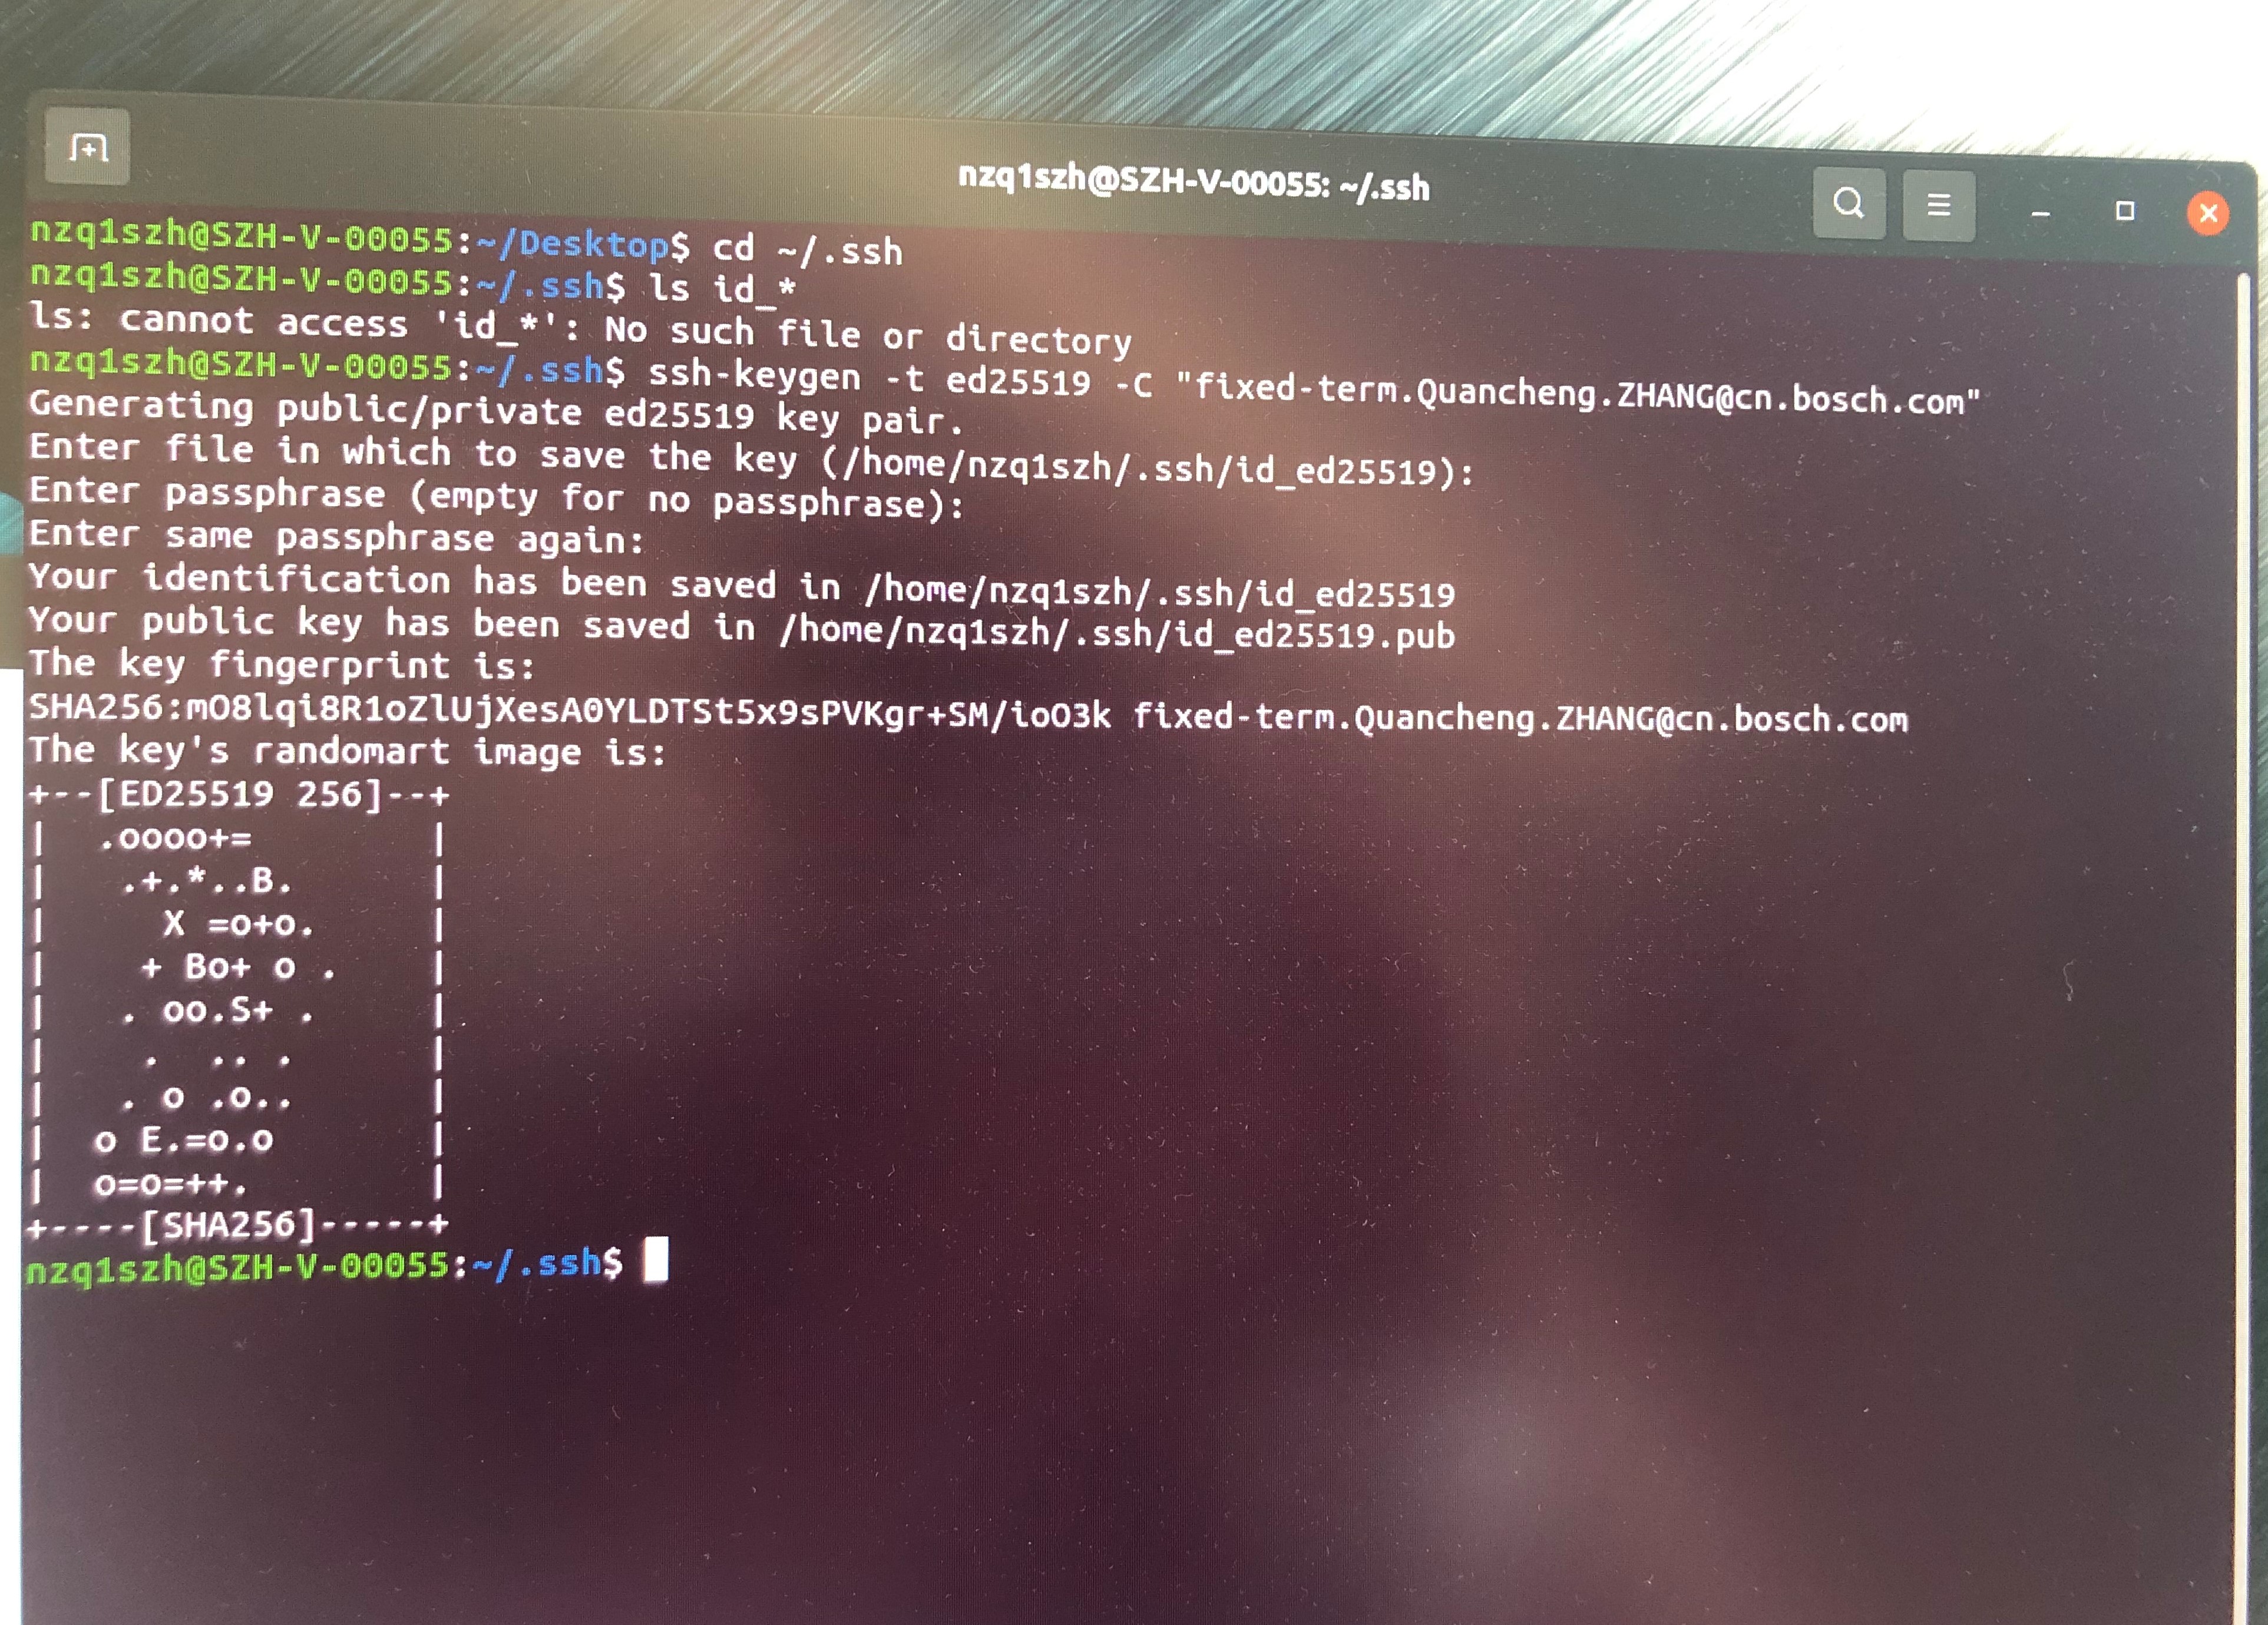 nzq1szh@SZH-V-00055: ~/.ssh
nzq1szh@SZH-V-00055:~/Desktop$ cd ~/.ssh
nzq1szh@SZH-V-00055:~/.ssh$ ls id_*
ls: cannot access 'id_*': No such file or directory
nzq1szh@SZH-V-00055:~/.ssh$ ssh-keygen -t ed25519 -C "fixed-term.Quancheng.ZHANG@cn.bosch.com"
Generating public/private ed25519 key pair.
Enter file in which to save the key (/home/nzq1szh/.ssh/id_ed25519):
Enter passphrase (empty for no passphrase):
Enter same passphrase again:
Your identification has been saved in /home/nzq1szh/.ssh/id_ed25519
Your public key has been saved in /home/nzq1szh/.ssh/id_ed25519.pub
The key fingerprint is:
SHA256:mO8lqi8R1oZlUjXesA0YLDTSt5x9sPVKgr+SM/ioO3k fixed-term.Quancheng.ZHANG@cn.bosch.com
The key's randomart image is:
+--[ED25519 256]--+
|   .oooo+=        |
|    .+.*..B.      |
|      X =o+o.     |
|     + Bo+ o .    |
|    . oo.S+ .     |
|     .  .. .      |
|    . o .o..      |
|   o E.=o.o       |
|   o=o=++.        |
+----[SHA256]-----+
nzq1szh@SZH-V-00055:~/.ssh$